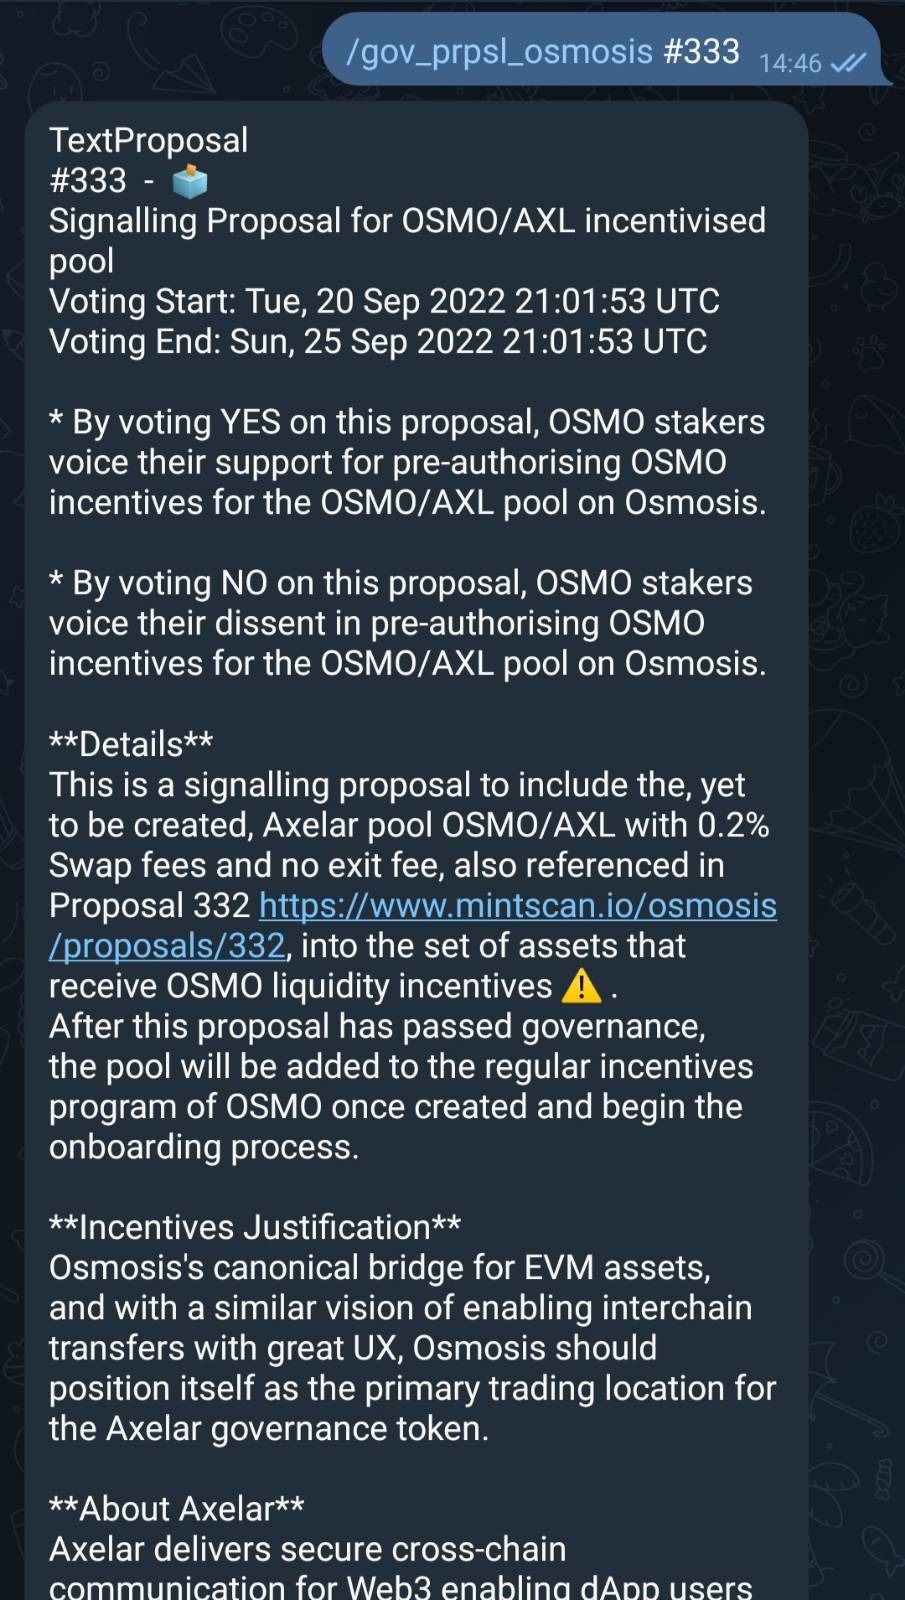 /gov_prpsl_osmosis #333 14:46
TextProposal
#333 - 🗳
Signalling Proposal for OSMO/AXL incentivised
pool
Voting Start: Tue, 20 Sep 2022 21:01:53 UTC
Voting End: Sun, 25 Sep 2022 21:01:53 UTC
* By voting YES on this proposal, OSMO stakers
voice their support for pre-authorising OSMO
incentives for the OSMO/AXL pool on Osmosis.
* By voting NO on this proposal, OSMO stakers
voice their dissent in pre-authorising OSMO
incentives for the OSMO/AXL pool on Osmosis.
**Details**
This is a signalling proposal to include the, yet
to be created, Axelar pool OSMO/AXL with 0.2%
Swap fees and no exit fee, also referenced in
Proposal 332 https://www.mintscan.io/osmosis
/proposals/332, into the set of assets that
receive OSMO liquidity incentives ⚠️ .
After this proposal has passed governance,
the pool will be added to the regular incentives
program of OSMO once created and begin the
onboarding process.
**Incentives Justification**
Osmosis's canonical bridge for EVM assets,
and with a similar vision of enabling interchain
transfers with great UX, Osmosis should
position itself as the primary trading location for
the Axelar governance token.
**About Axelar**
Axelar delivers secure cross-chain
communication for Web3 enabling dApp users